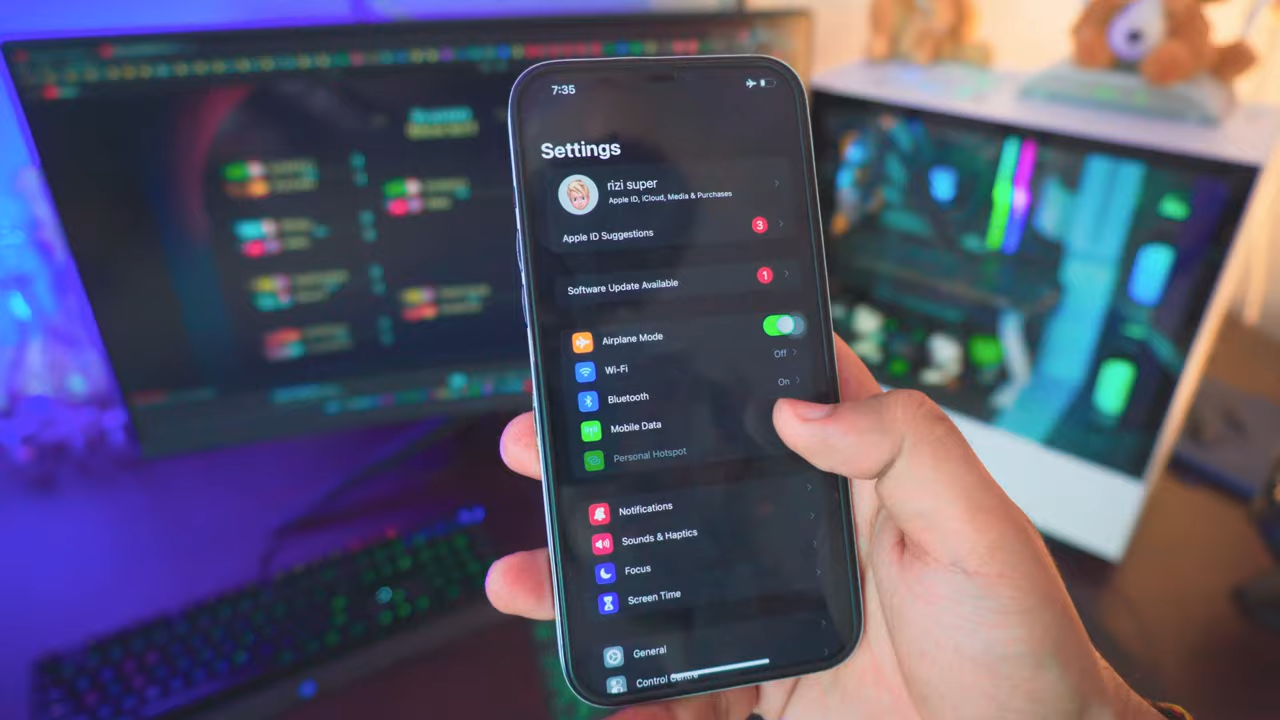 7:35
Settings
rizi super
Apple ID, iCloud, Media & Purchases
Apple ID Suggestions
3
Software Update Available
1
Airplane Mode
Wi-Fi
Off
Bluetooth
On
Mobile Data
Personal Hotspot
Notifications
Sounds & Haptics
Focus
Screen Time
General
Control Centre